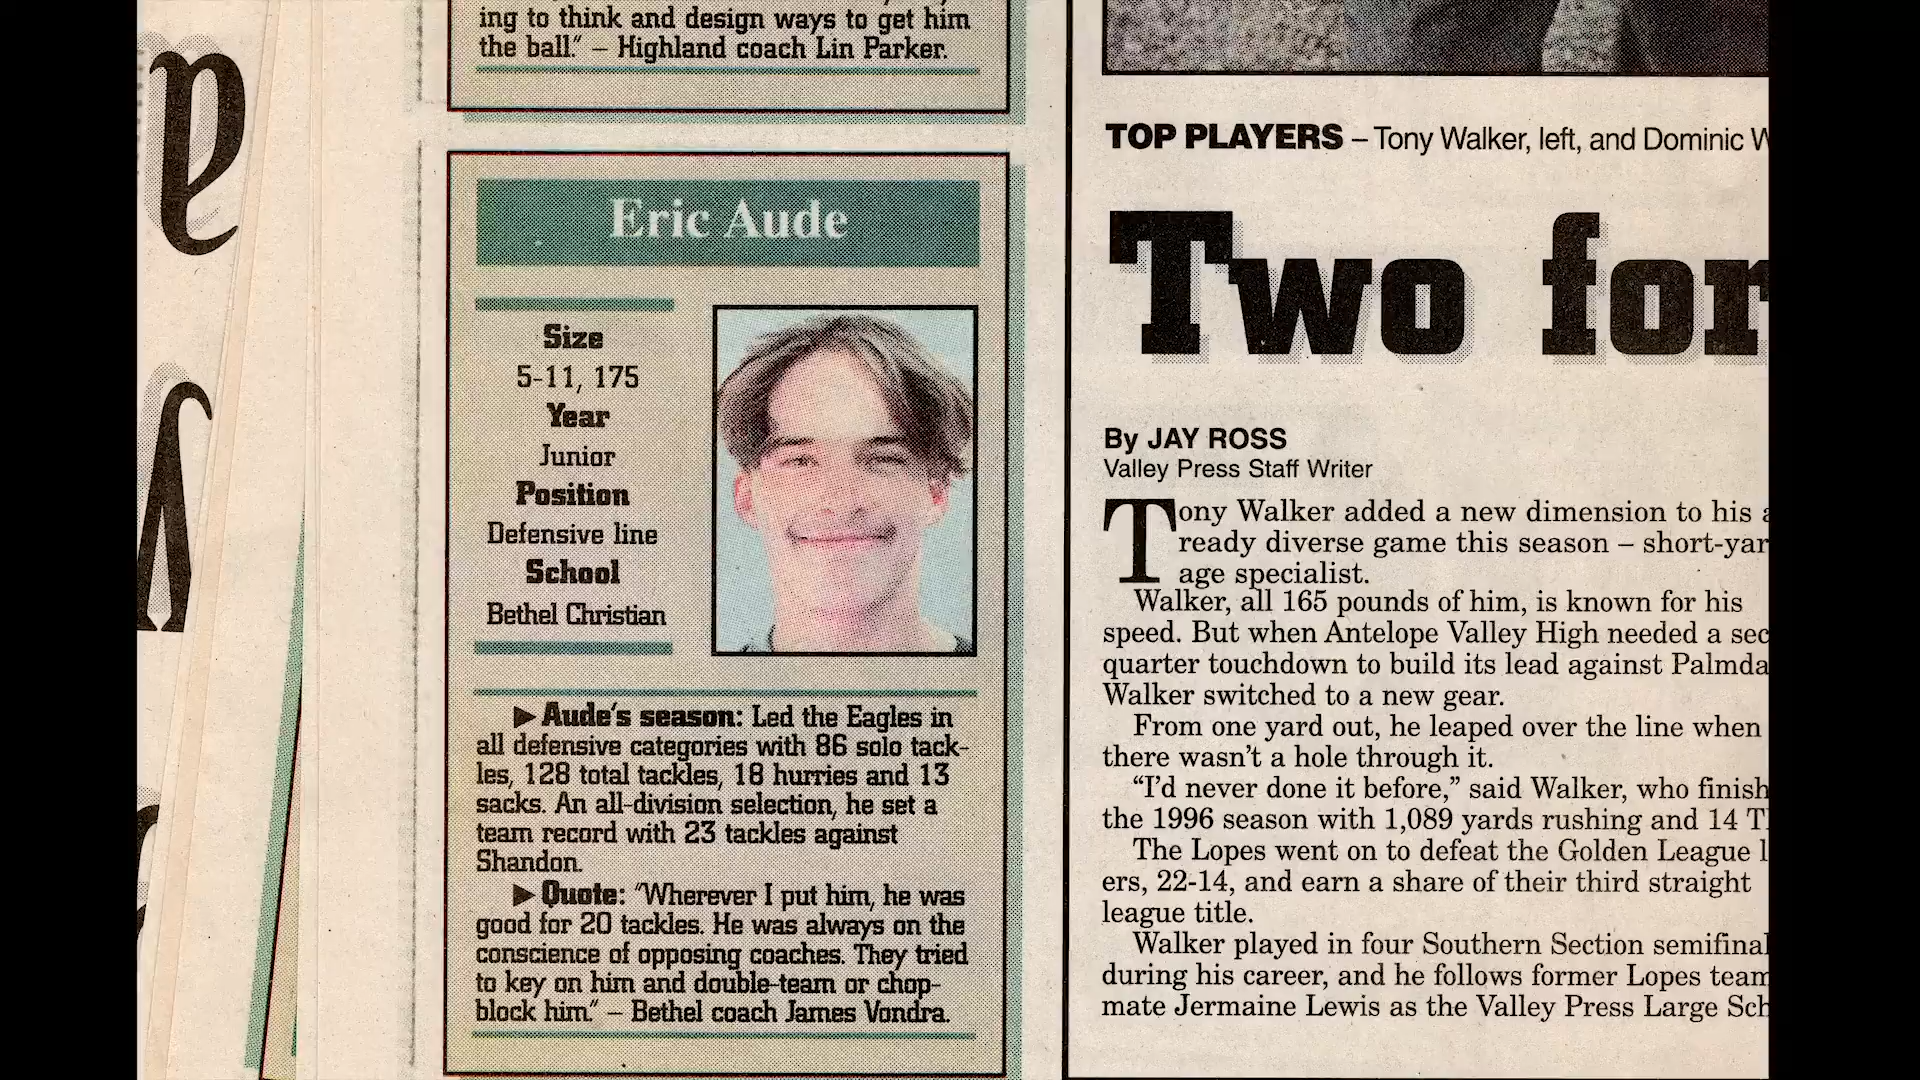 ing to think and design ways to get him
the ball." – Highland coach Lin Parker.
Eric Aude
Size
5-11, 175
Year
Junior
Position
Defensive line
School
Bethel Christian
▶ Aude's season: Led the Eagles in
all defensive categories with 86 solo tack-
les, 128 total tackles, 18 hurries and 13
sacks. An all-division selection, he set a
team record with 23 tackles against
Shandon.
▶ Quote: "Wherever I put him, he was
good for 20 tackles. He was always on the
conscience of opposing coaches. They tried
to key on him and double-team or chop-
block him." – Bethel coach James Vondra.
TOP PLAYERS – Tony Walker, left, and Dominic
Two for
By JAY ROSS
Valley Press Staff Writer
Tony Walker added a new dimension to his
ready diverse game this season – short-yar
age specialist.
Walker, all 165 pounds of him, is known for his
speed. But when Antelope Valley High needed a sec
quarter touchdown to build its lead against Palmda
Walker switched to a new gear.
From one yard out, he leaped over the line when
there wasn't a hole through it.
"I'd never done it before," said Walker, who finish
the 1996 season with 1,089 yards rushing and 14 T
The Lopes went on to defeat the Golden League l
ers, 22-14, and earn a share of their third straight
league title.
Walker played in four Southern Section semifinal
during his career, and he follows former Lopes team
mate Jermaine Lewis as the Valley Press Large Sch